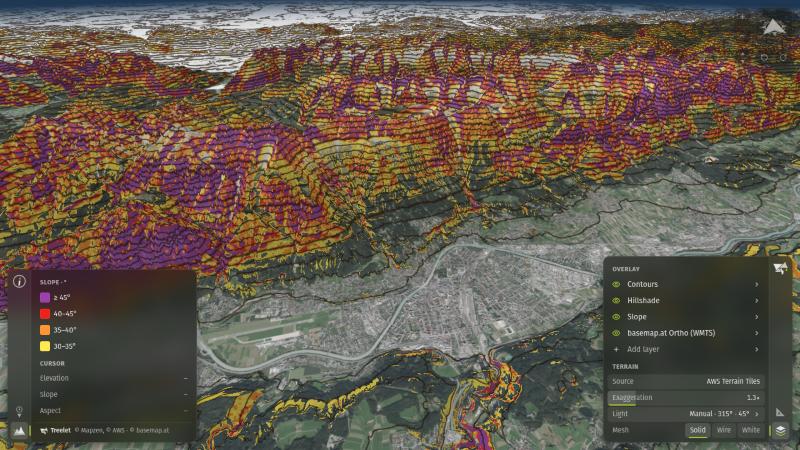 SLOPE · °
≥ 45°
40–45°
35–40°
30–35°
CURSOR
Elevation –
Slope –
Aspect –
Treelet © Mapzen, © AWS · © basemap.at
OVERLAY
Contours
Hillshade
Slope
basemap.at Ortho (WMTS)
+ Add layer
TERRAIN
Source AWS Terrain Tiles
Exaggeration 1.3×
Light Manual · 315° · 45°
Mesh Solid Wire White